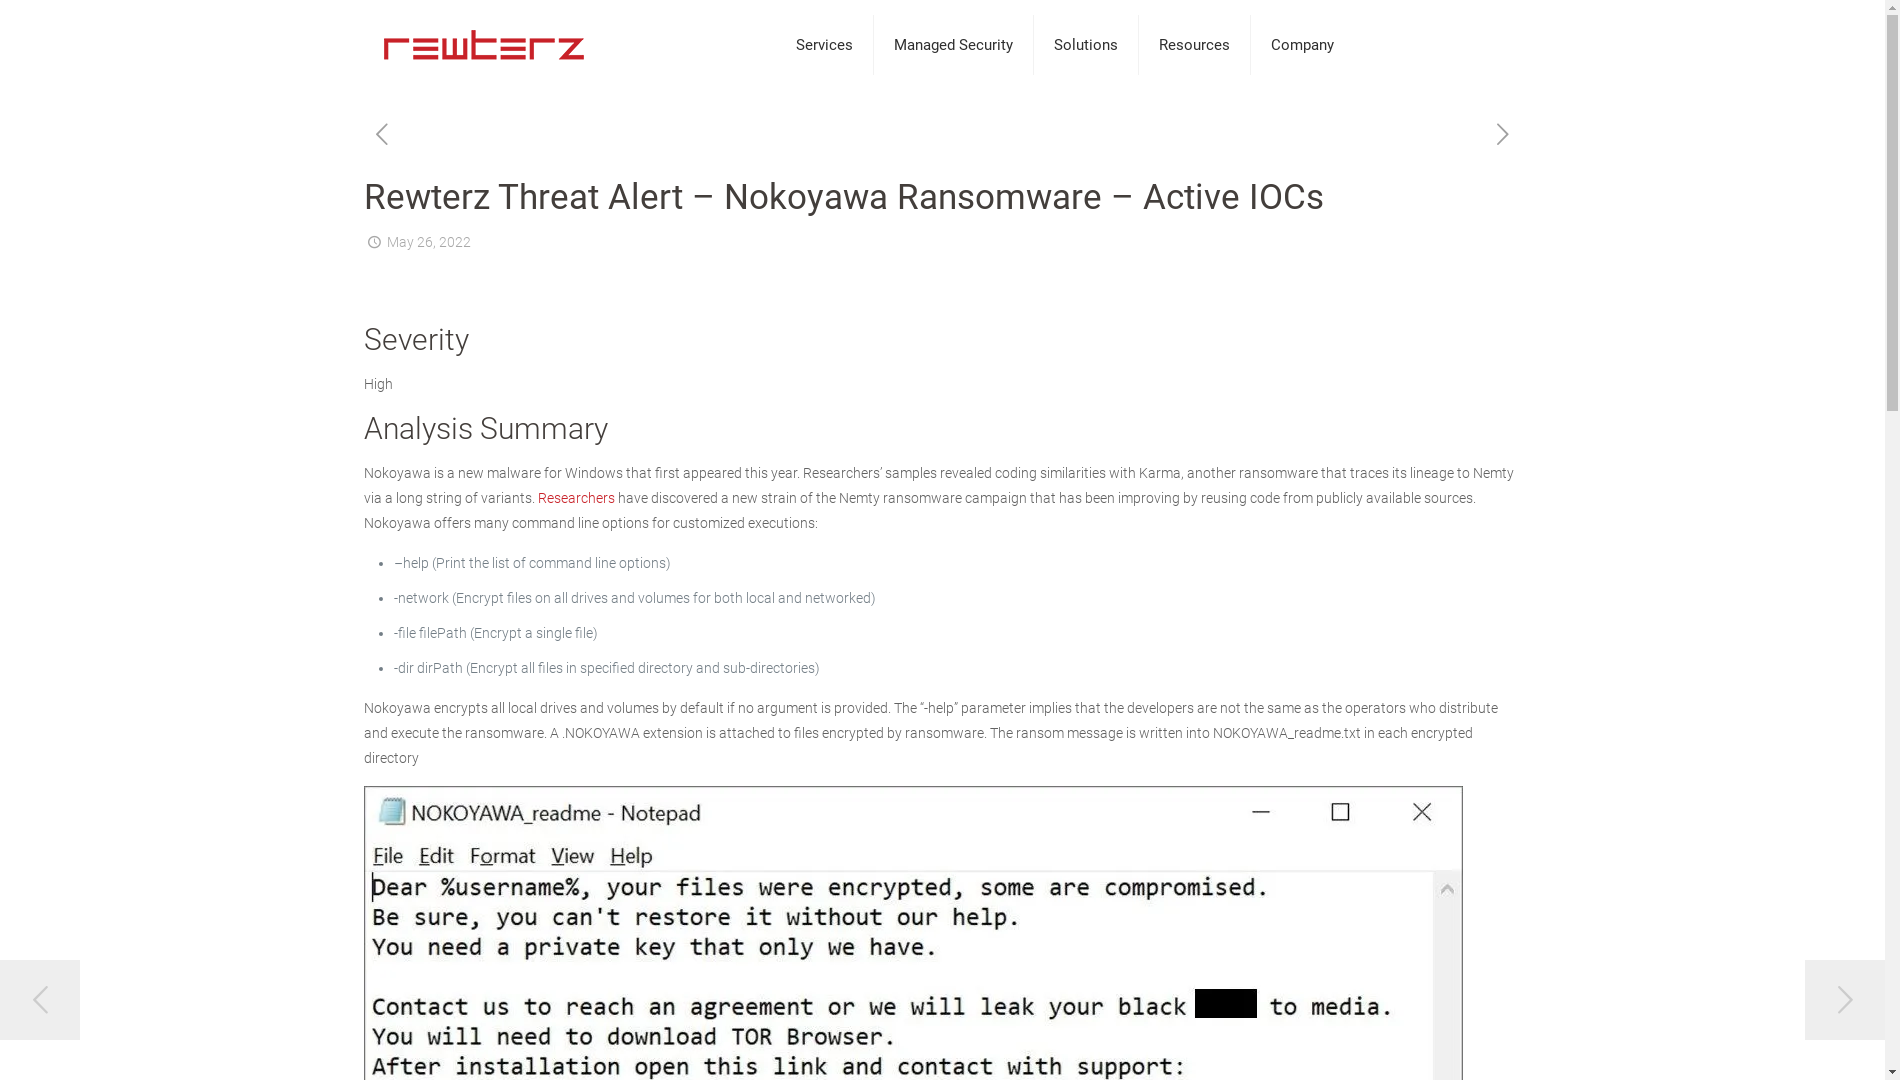 rewterz
Services
Managed Security
Solutions
Resources
Company
Rewterz Threat Alert – Nokoyawa Ransomware – Active IOCs
May 26, 2022
Severity
High
Analysis Summary
Nokoyawa is a new malware for Windows that first appeared this year. Researchers’ samples revealed coding similarities with Karma, another ransomware that traces its lineage to Nemty
via a long string of variants. Researchers have discovered a new strain of the Nemty ransomware campaign that has been improving by reusing code from publicly available sources.
Nokoyawa offers many command line options for customized executions:
–help (Print the list of command line options)
-network (Encrypt files on all drives and volumes for both local and networked)
-file filePath (Encrypt a single file)
-dir dirPath (Encrypt all files in specified directory and sub-directories)
Nokoyawa encrypts all local drives and volumes by default if no argument is provided. The “-help” parameter implies that the developers are not the same as the operators who distribute
and execute the ransomware. A .NOKOYAWA extension is attached to files encrypted by ransomware. The ransom message is written into NOKOYAWA_readme.txt in each encrypted
directory
NOKOYAWA_readme - Notepad
File Edit Format View Help
Dear %username%, your files were encrypted, some are compromised.
Be sure, you can't restore it without our help.
You need a private key that only we have.
Contact us to reach an agreement or we will leak your black to media.
You will need to download TOR Browser.
After installation open this link and contact with support: